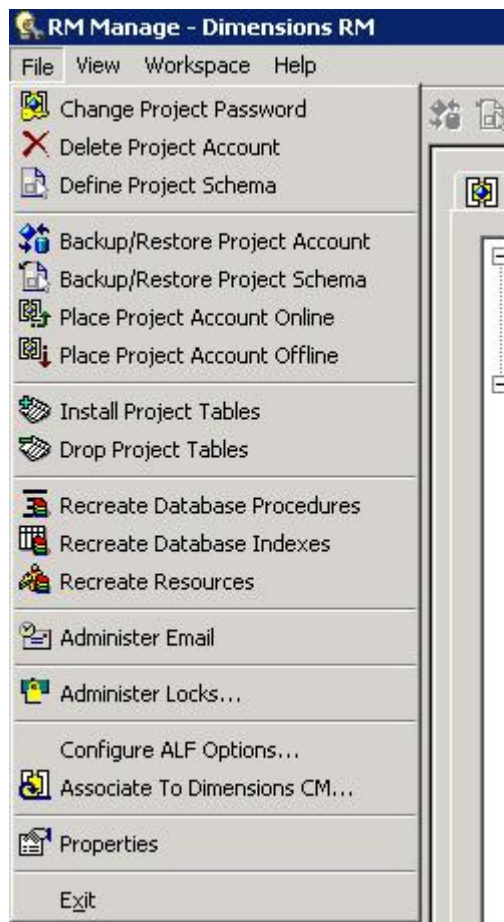 RM Manage - Dimensions RM
File View Workspace Help
Change Project Password
Delete Project Account
Define Project Schema
Backup/Restore Project Account
Backup/Restore Project Schema
Place Project Account Online
Place Project Account Offline
Install Project Tables
Drop Project Tables
Recreate Database Procedures
Recreate Database Indexes
Recreate Resources
Administer Email
Administer Locks...
Configure ALF Options...
Associate To Dimensions CM...
Properties
Exit